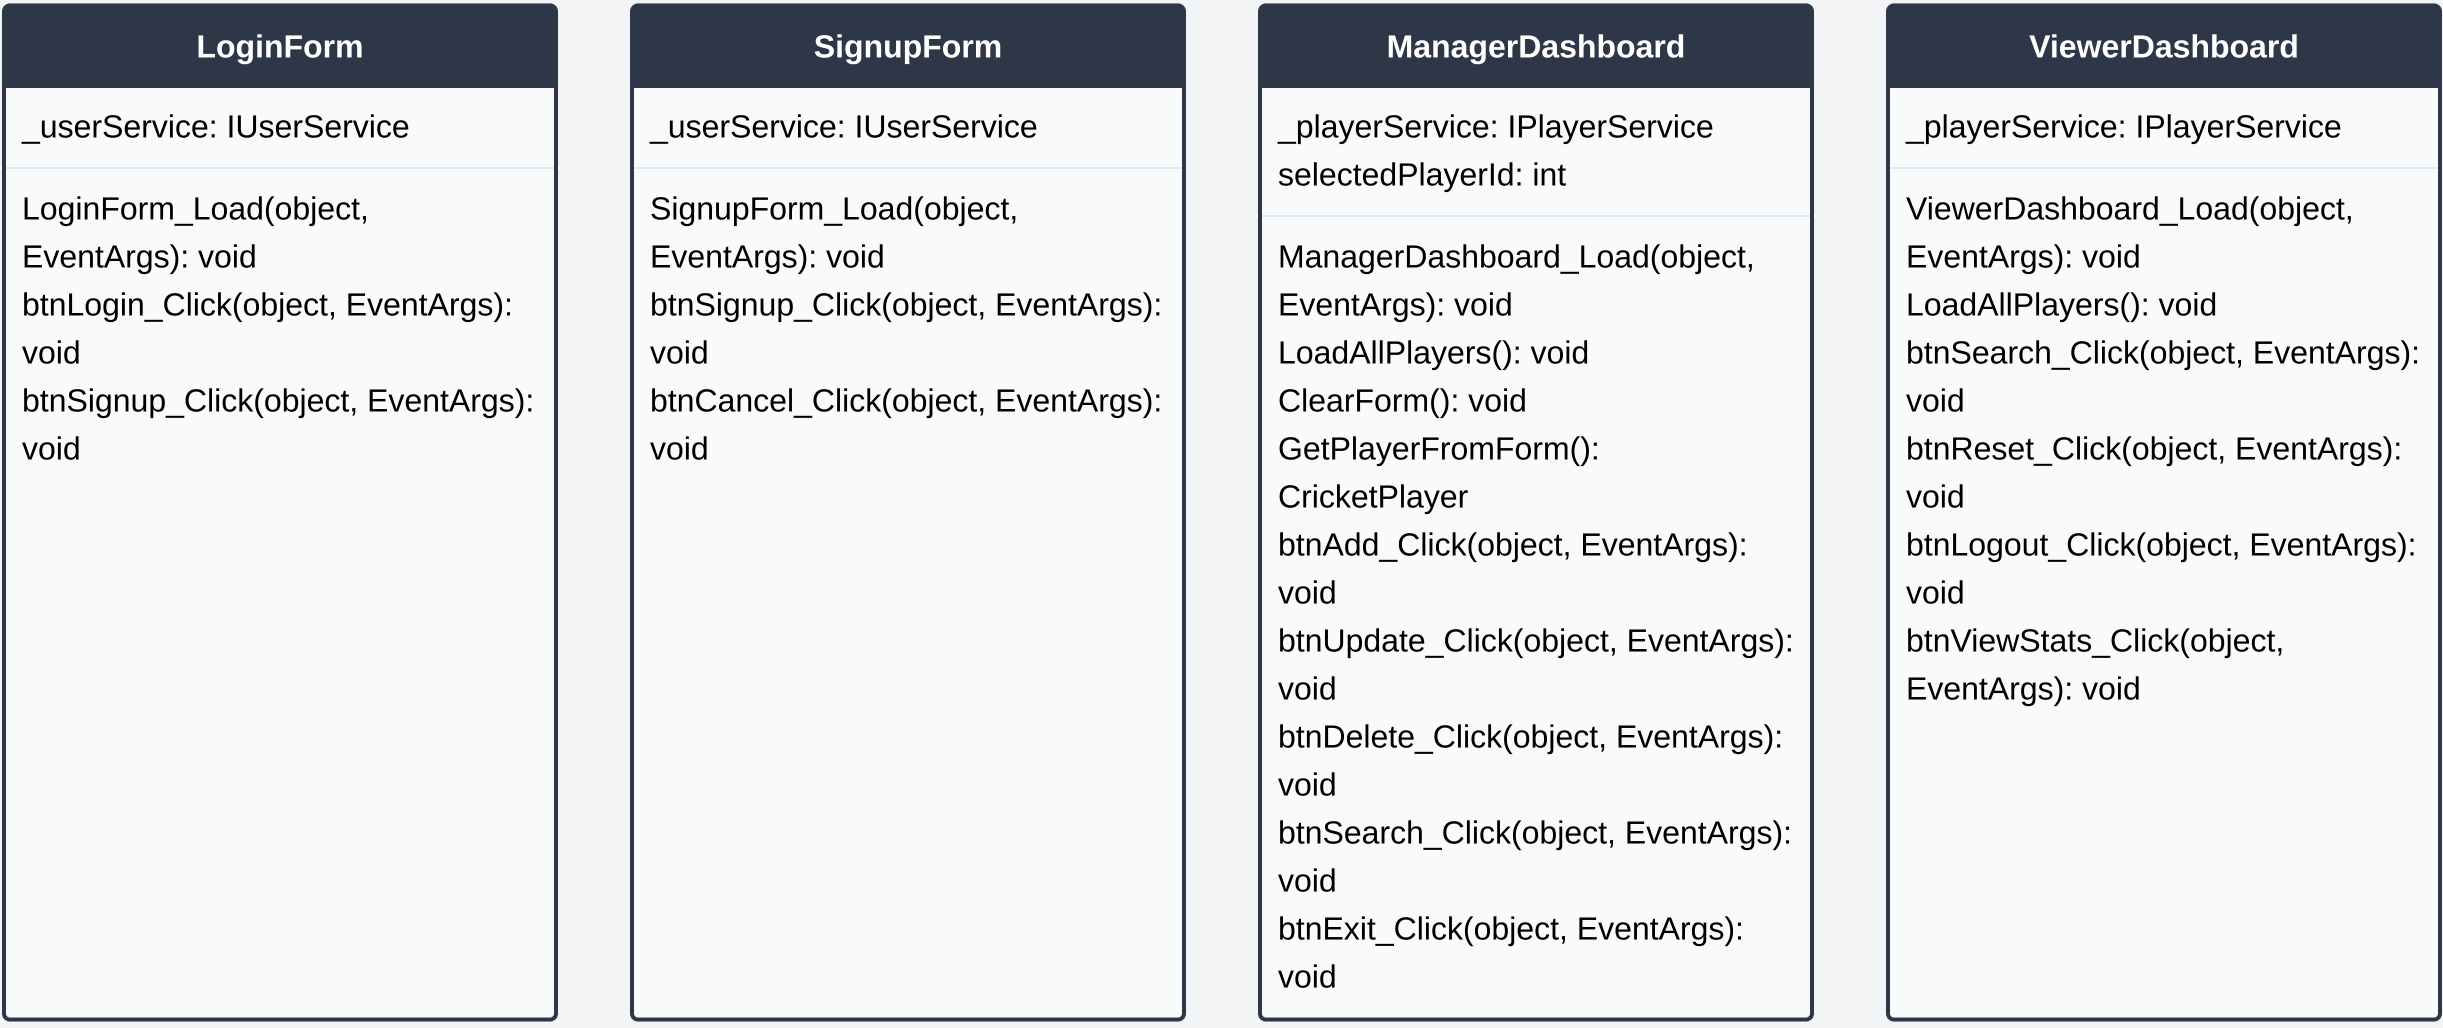 LoginForm
_userService: IUserService
LoginForm_Load(object,
EventArgs): void
btnLogin_Click(object, EventArgs):
void
btnSignup_Click(object, EventArgs):
void
SignupForm
_userService: IUserService
SignupForm_Load(object,
EventArgs): void
btnSignup_Click(object, EventArgs):
void
btnCancel_Click(object, EventArgs):
void
ManagerDashboard
_playerService: IPlayerService
selectedPlayerId: int
ManagerDashboard_Load(object,
EventArgs): void
LoadAllPlayers(): void
ClearForm(): void
GetPlayerFromForm():
CricketPlayer
btnAdd_Click(object, EventArgs):
void
btnUpdate_Click(object, EventArgs):
void
btnDelete_Click(object, EventArgs):
void
btnSearch_Click(object, EventArgs):
void
btnExit_Click(object, EventArgs):
void
ViewerDashboard
_playerService: IPlayerService
ViewerDashboard_Load(object,
EventArgs): void
LoadAllPlayers(): void
btnSearch_Click(object, EventArgs):
void
btnReset_Click(object, EventArgs):
void
btnLogout_Click(object, EventArgs):
void
btnViewStats_Click(object,
EventArgs): void